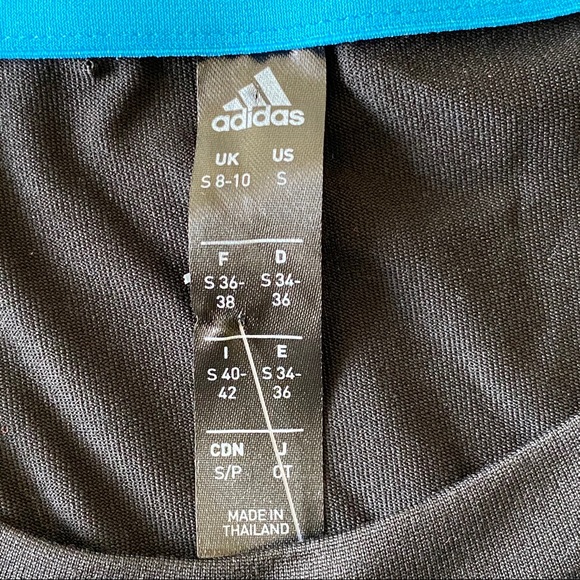 adidas
UK US
S 8-10 S
F D
S 36- S 34-
38 36
I E
S 40- S 34-
42 36
CDN J
S/P OT
MADE IN
THAILAND